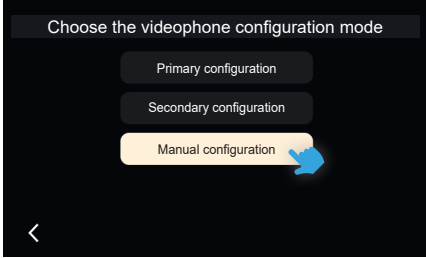 Choose the videophone configuration mode
Primary configuration
Secondary configuration
Manual configuration